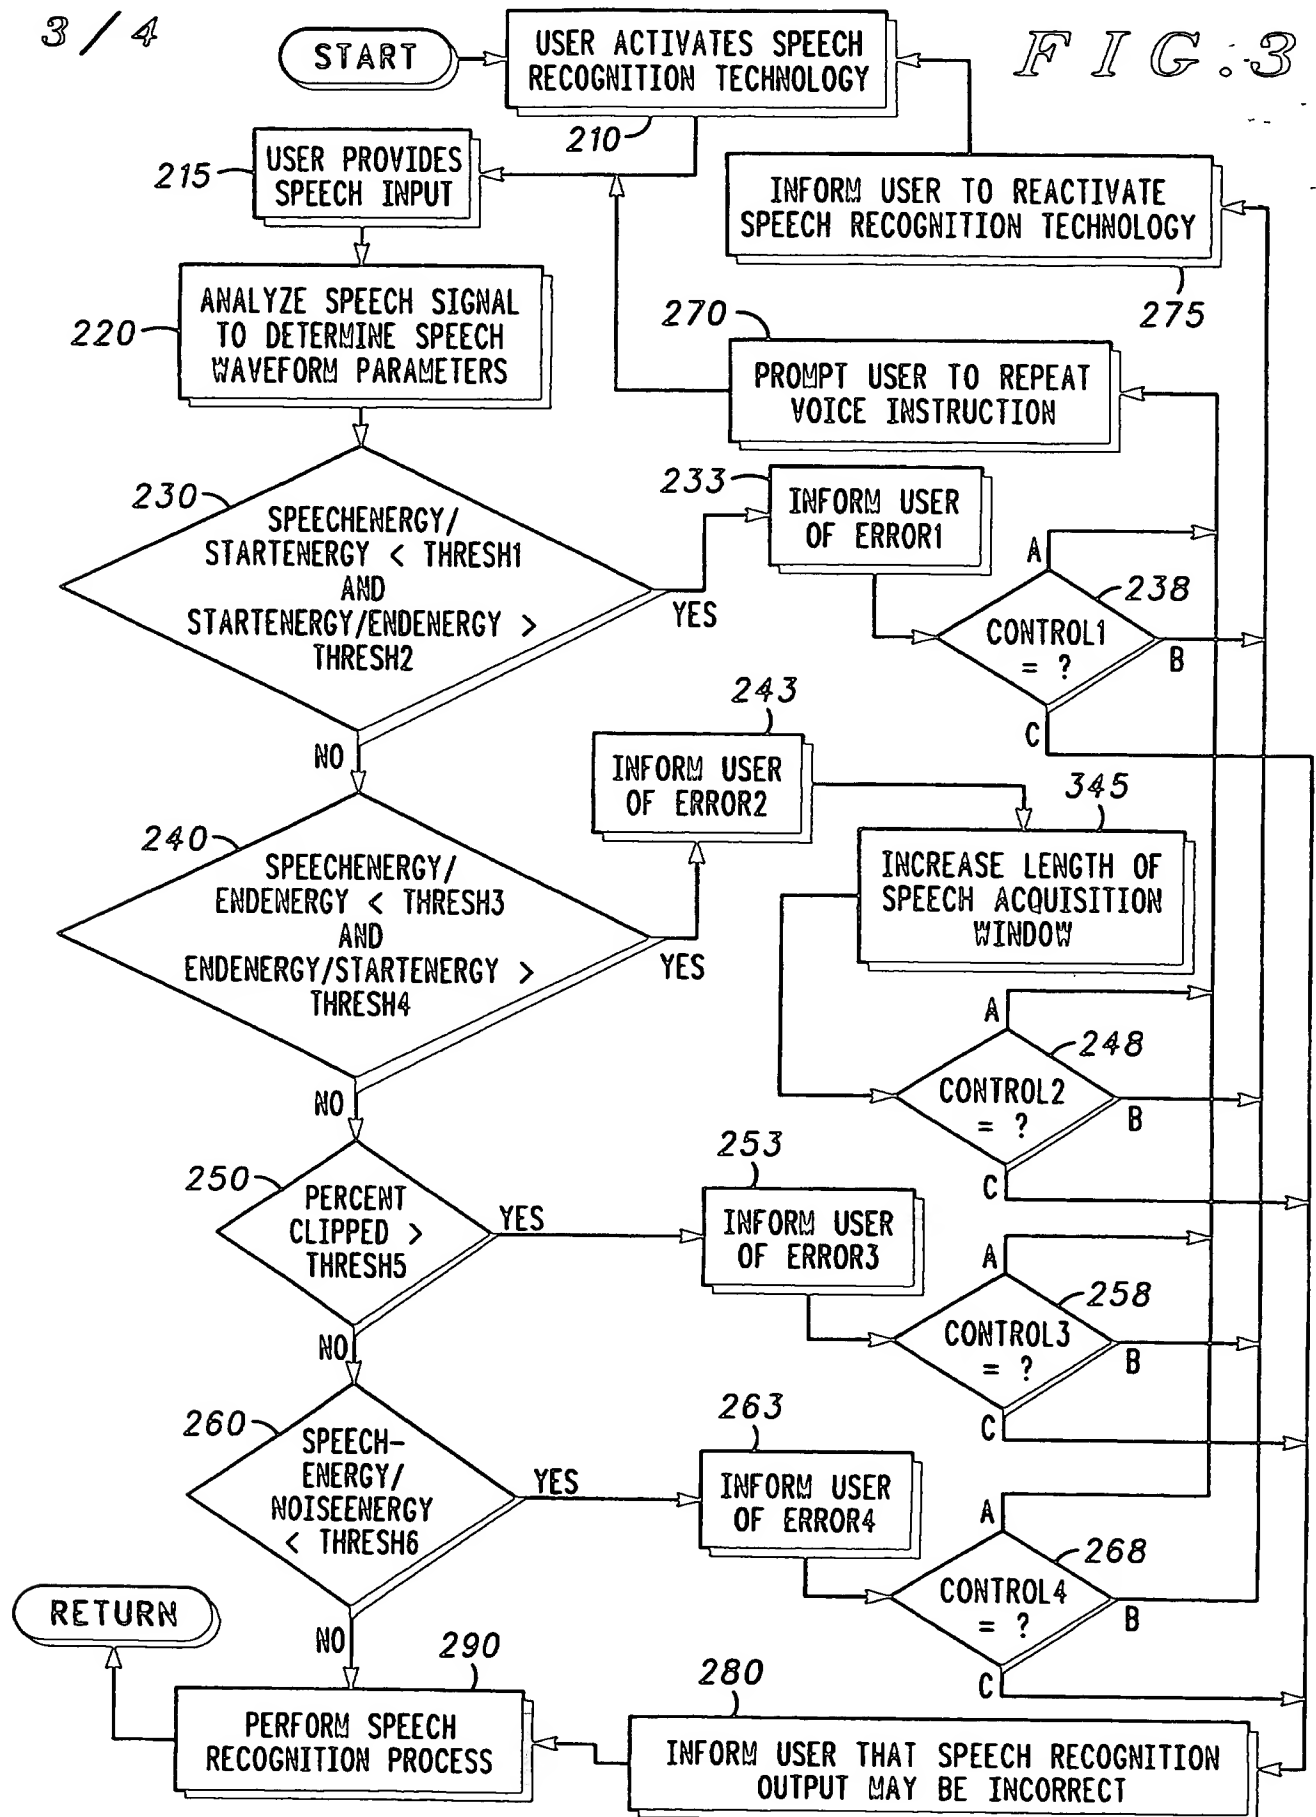 3 / 4
FIG. 3
START
USER ACTIVATES SPEECH
RECOGNITION TECHNOLOGY
210
215
USER PROVIDES
SPEECH INPUT
INFORM USER TO REACTIVATE
SPEECH RECOGNITION TECHNOLOGY
275
220
ANALYZE SPEECH SIGNAL
TO DETERMINE SPEECH
WAVEFORM PARAMETERS
270
PROMPT USER TO REPEAT
VOICE INSTRUCTION
230
SPEECHENERGY/
STARTENERGY < THRESH1
AND
STARTENERGY/ENDENERGY >
THRESH2
YES
NO
233
INFORM USER
OF ERROR1
A
238
CONTROL1
= ?
B
C
243
INFORM USER
OF ERROR2
345
INCREASE LENGTH OF
SPEECH ACQUISITION
WINDOW
240
SPEECHENERGY/
ENDENERGY < THRESH3
AND
ENDENERGY/STARTENERGY >
THRESH4
YES
NO
A
248
CONTROL2
= ?
B
C
250
PERCENT
CLIPPED >
THRESH5
YES
NO
253
INFORM USER
OF ERROR3
A
258
CONTROL3
= ?
B
C
260
SPEECH-
ENERGY/
NOISEENERGY
< THRESH6
YES
NO
263
INFORM USER
OF ERROR4
A
268
CONTROL4
= ?
B
C
RETURN
290
PERFORM SPEECH
RECOGNITION PROCESS
280
INFORM USER THAT SPEECH RECOGNITION
OUTPUT MAY BE INCORRECT